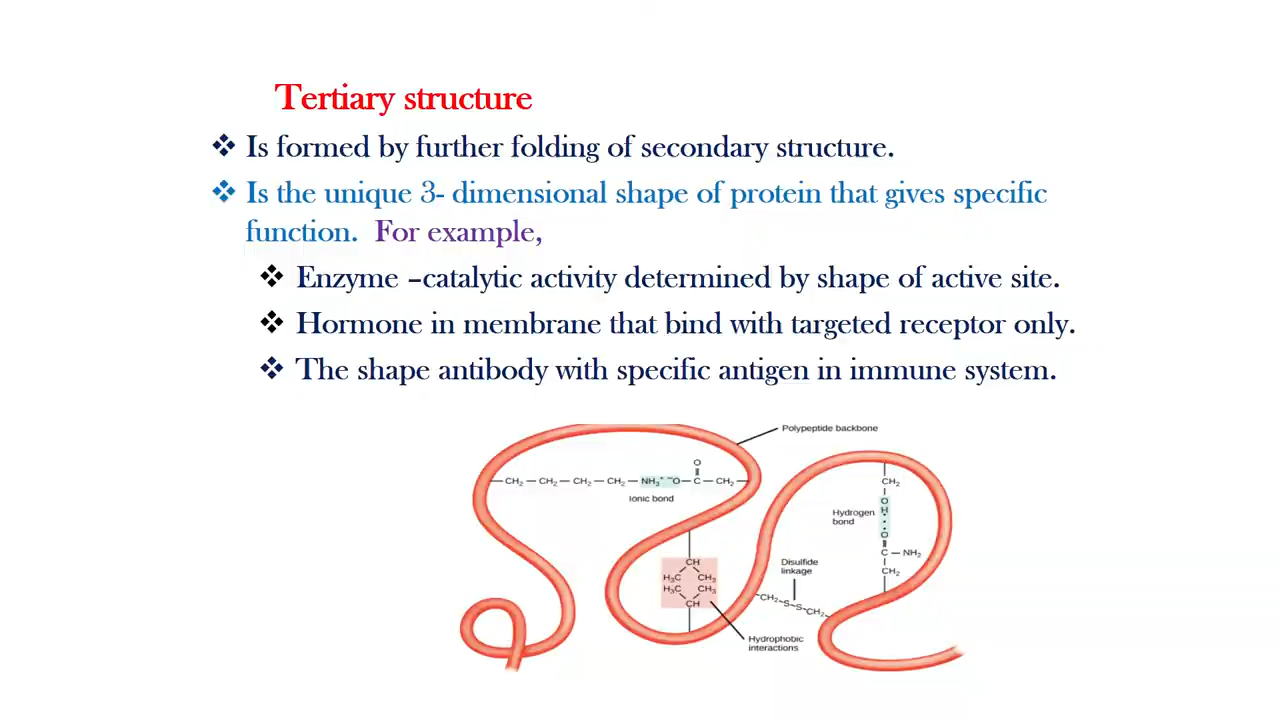 Tertiary structure
❖ Is formed by further folding of secondary structure.
❖ Is the unique 3- dimensional shape of protein that gives specific
function. For example,
❖ Enzyme –catalytic activity determined by shape of active site.
❖ Hormone in membrane that bind with targeted receptor only.
❖ The shape antibody with specific antigen in immune system.
Polypeptide backbone
O
CH₂ — CH₂ — CH₂ — CH₂ — NH₃⁺ ⁻O — C — CH₂
Ionic bond
CH₂
O
H
Hydrogen
bond
O
C — NH₂
CH₂
CH
H₃C CH₃
H₃C CH₃
CH
Disulfide
linkage
CH₂ — S — S — CH₂
Hydrophobic
interactions